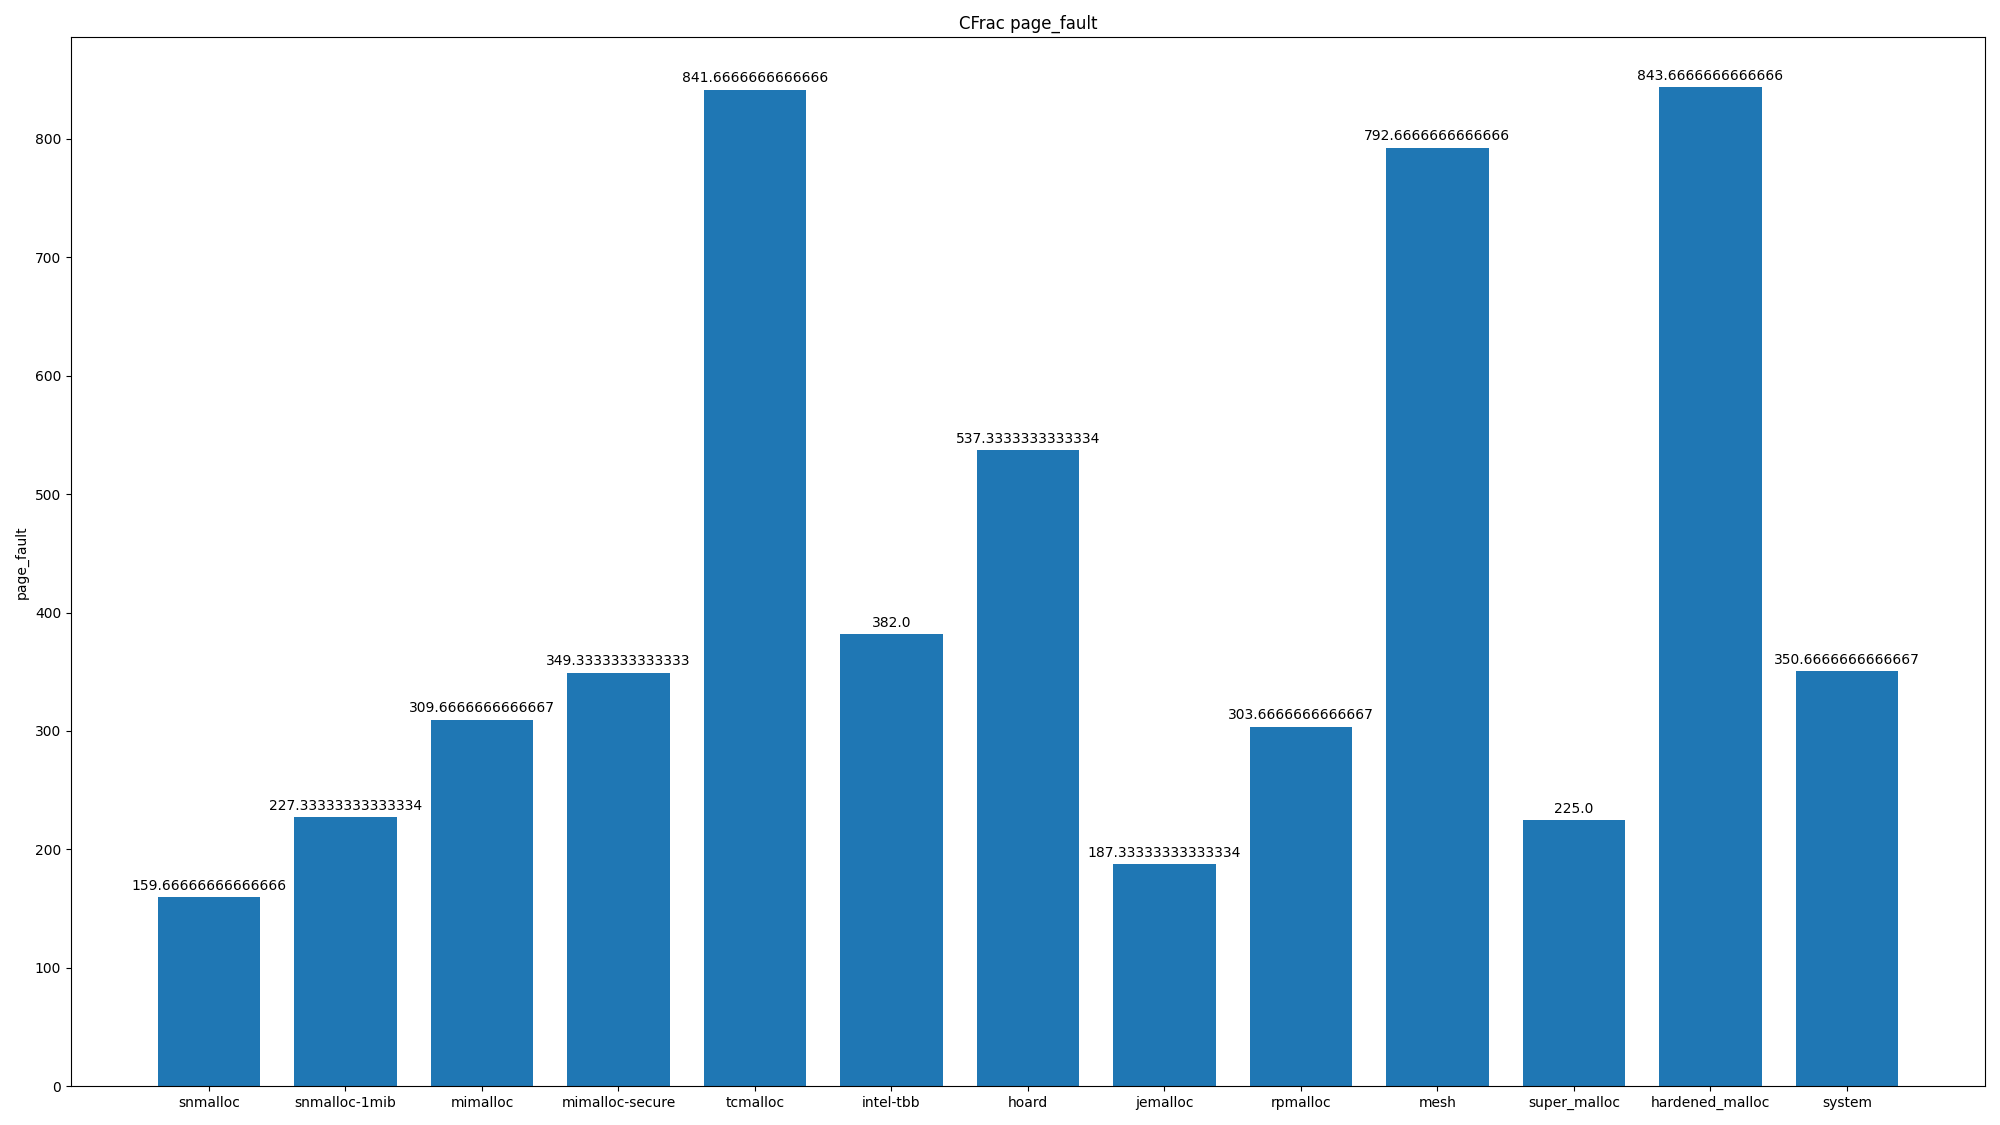 CFrac page_fault
841.6666666666666
843.6666666666666
792.6666666666666
537.3333333333334
382.0
349.3333333333333
350.6666666666667
309.6666666666667
303.6666666666667
227.33333333333334
225.0
187.33333333333334
159.66666666666666
page_fault
800
700
600
500
400
300
200
100
0
snmalloc
snmalloc-1mib
mimalloc
mimalloc-secure
tcmalloc
intel-tbb
hoard
jemalloc
rpmalloc
mesh
super_malloc
hardened_malloc
system